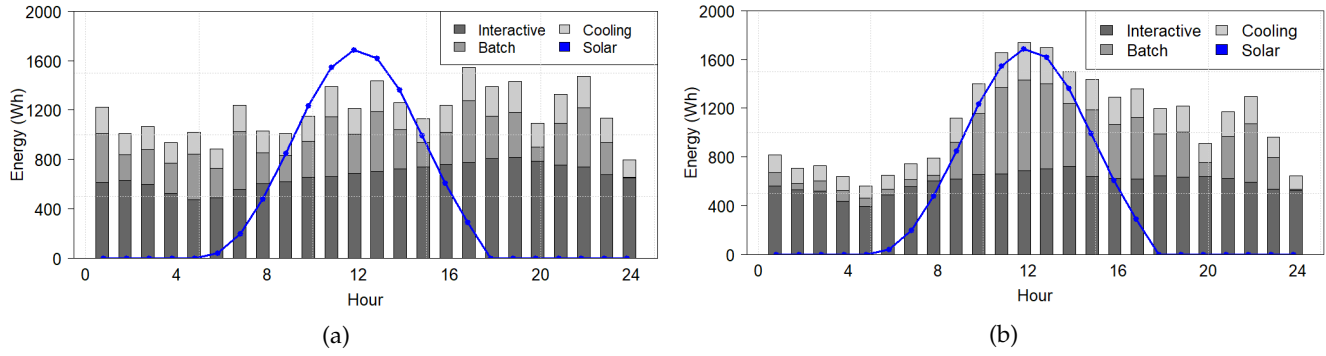 2000
1600
1200
800
400
0
Energy (Wh)
Interactive
Batch
Cooling
Solar
0 4 8 12 16 20 24
Hour
(a)
2000
1600
1200
800
400
0
Energy (Wh)
Interactive
Batch
Cooling
Solar
0 4 8 12 16 20 24
Hour
(b)